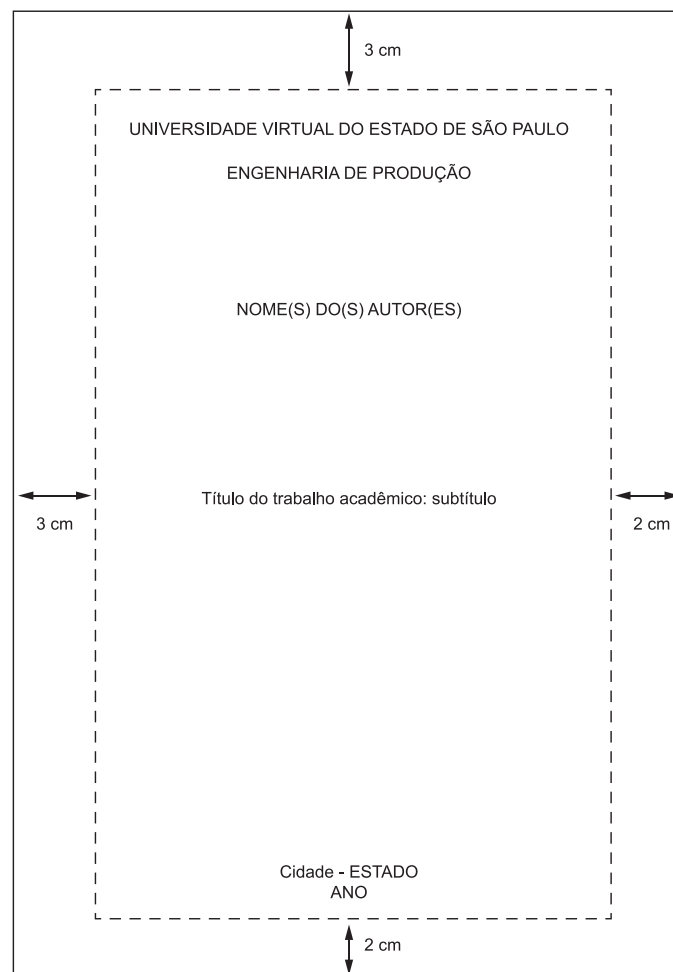 3 cm
UNIVERSIDADE VIRTUAL DO ESTADO DE SÃO PAULO
ENGENHARIA DE PRODUÇÃO
NOME(S) DO(S) AUTOR(ES)
Título do trabalho acadêmico: subtítulo
3 cm
2 cm
Cidade - ESTADO
ANO
2 cm